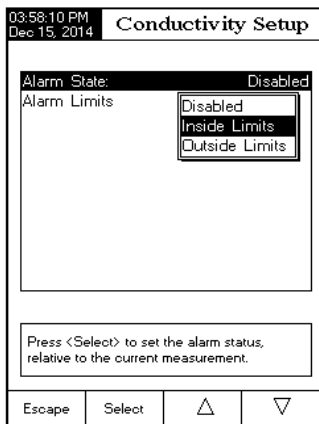 03:58:10 PM
Dec 15, 2014
Conductivity Setup
Alarm State: Disabled
Alarm Limits
Disabled
Inside Limits
Outside Limits
Press <Select> to set the alarm status,
relative to the current measurement.
Escape Select